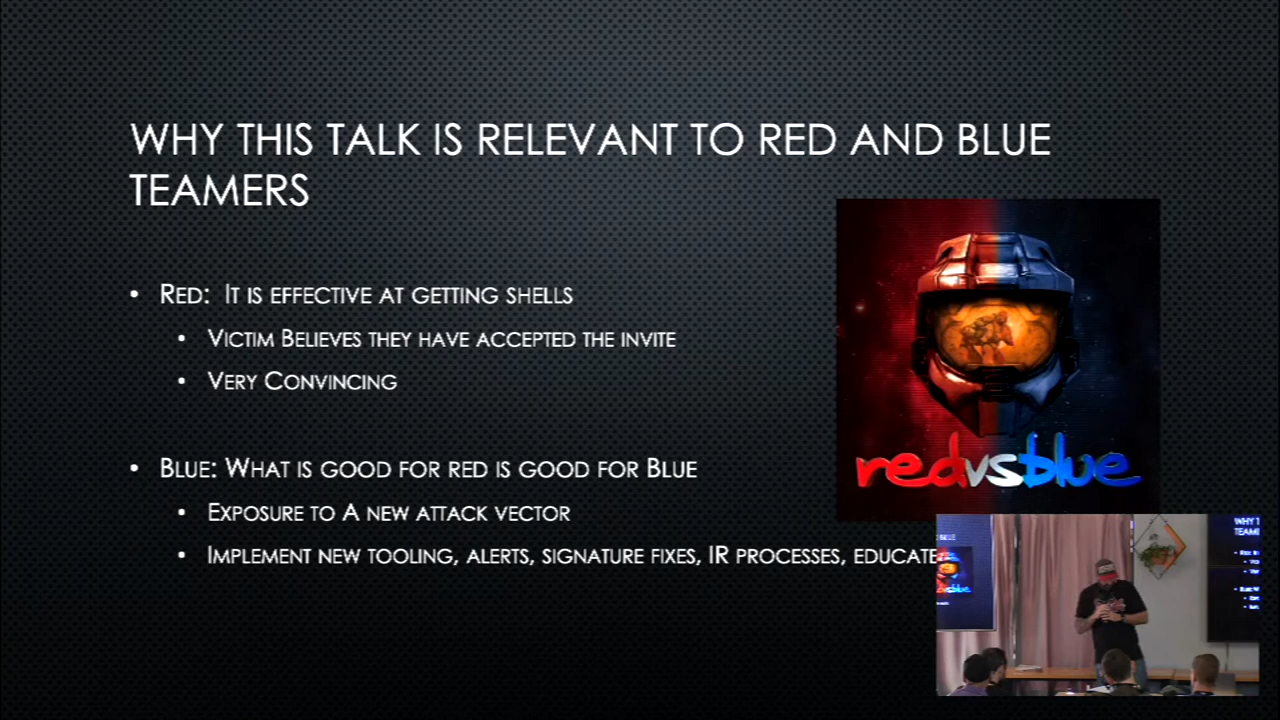 WHY THIS TALK IS RELEVANT TO RED AND BLUE
TEAMERS
• RED: IT IS EFFECTIVE AT GETTING SHELLS
• VICTIM BELIEVES THEY HAVE ACCEPTED THE INVITE
• VERY CONVINCING
• BLUE: WHAT IS GOOD FOR RED IS GOOD FOR BLUE
• EXPOSURE TO A NEW ATTACK VECTOR
• IMPLEMENT NEW TOOLING, ALERTS, SIGNATURE FIXES, IR PROCESSES, EDUCATE
redvsblue